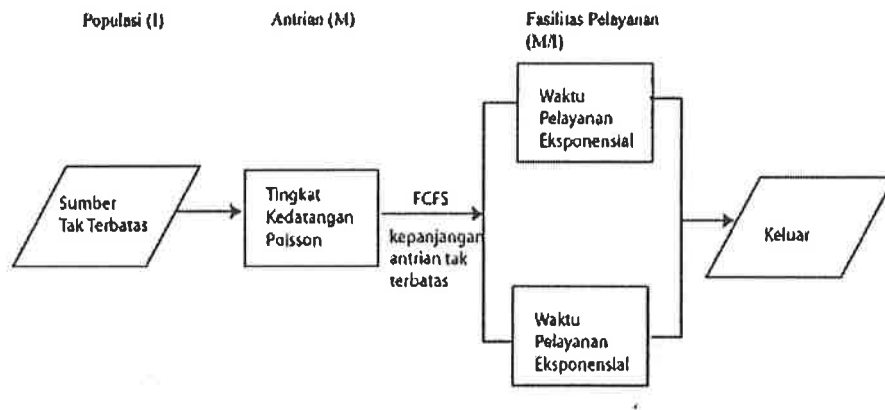 Populasi (I)
Antrian (M)
Fasilitas Pelayanan
(M/I)
Sumber
Tak Terbatas
Tingkat
Kedatangan
Poisson
FCFS
kepanjangan
antrian tak
terbatas
Waktu
Pelayanan
Eksponensial
Waktu
Pelayanan
Eksponensial
Keluar